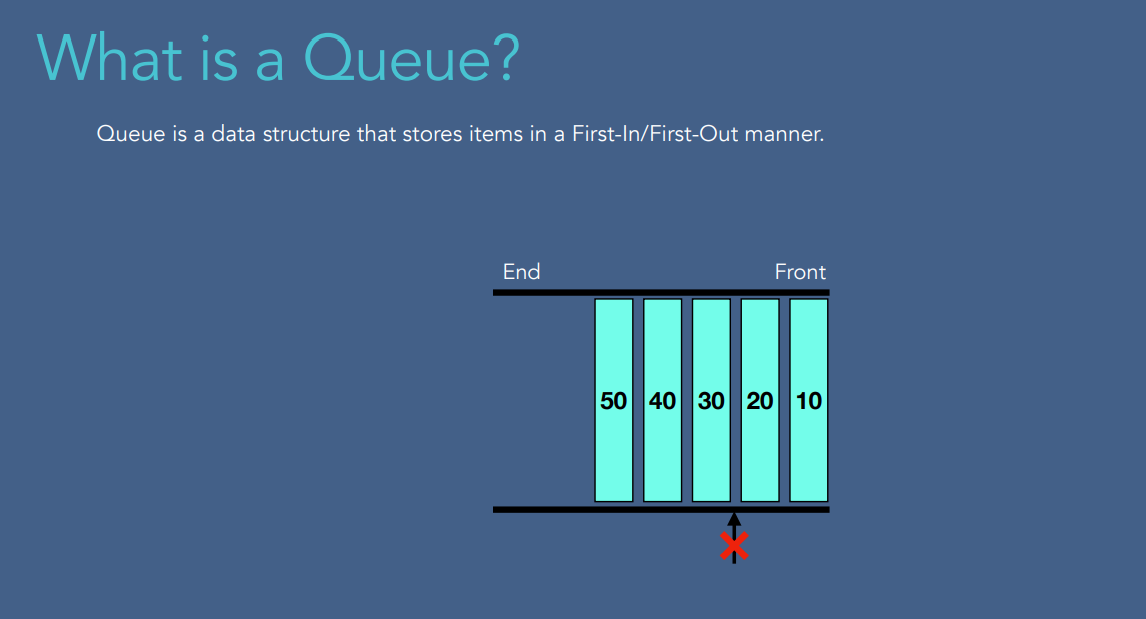 What is a Queue?
Queue is a data structure that stores items in a First-In/First-Out manner.
End Front
50 40 30 20 10